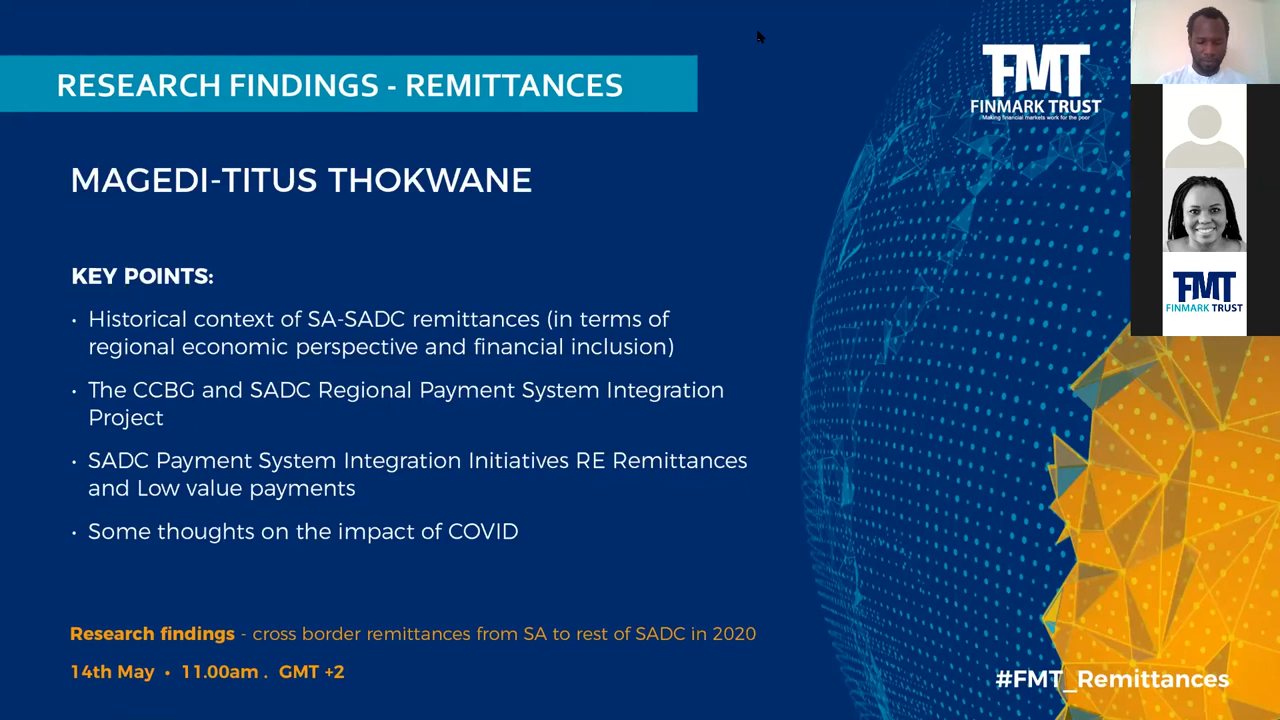 RESEARCH FINDINGS - REMITTANCES
FMT
FINMARK TRUST
Making financial markets work for the poor
MAGEDI-TITUS THOKWANE
KEY POINTS:
• Historical context of SA-SADC remittances (in terms of
regional economic perspective and financial inclusion)
• The CCBG and SADC Regional Payment System Integration
Project
• SADC Payment System Integration Initiatives RE Remittances
and Low value payments
• Some thoughts on the impact of COVID
FMT
FINMARK TRUST
Research findings - cross border remittances from SA to rest of SADC in 2020
14th May • 11.00am . GMT +2
#FMT_Remittances